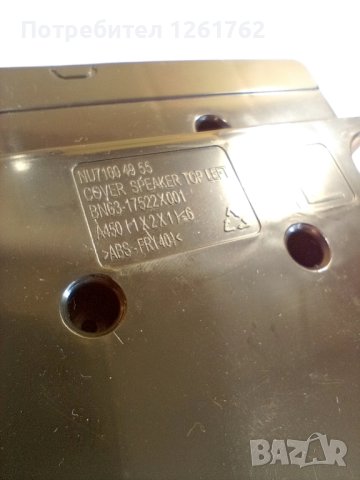 Потребител 1261762
NU7100 49 55
COVER SPEAKER TOP LEFT
BN63-17522X001
>ABS-FR(40)<
BAZAR